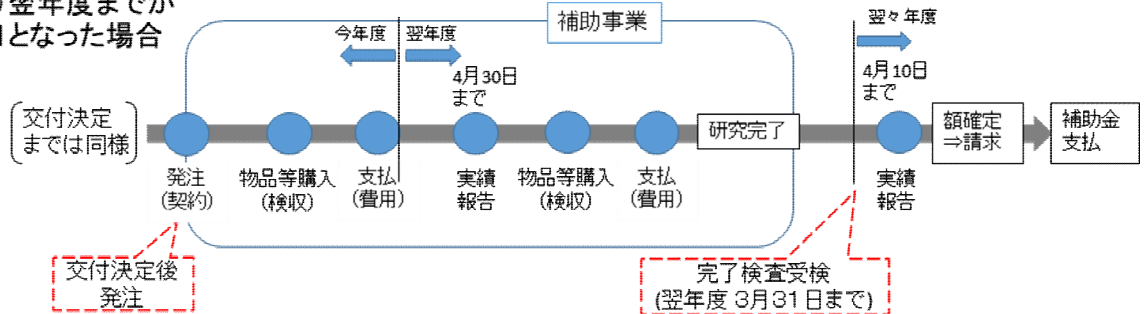 翌年度までが
となった場合
補助事業
今年度
翌年度
翌々年度
4月30日
まで
4月10日
まで
交付決定
までは同様
研究完了
額確定
⇒請求
補助金
支払
発注
(契約)
物品等購入
(検収)
支払
(費用)
実績
報告
物品等購入
(検収)
支払
(費用)
実績
報告
交付決定後
発注
完了検査受検
(翌年度 3月31日まで)